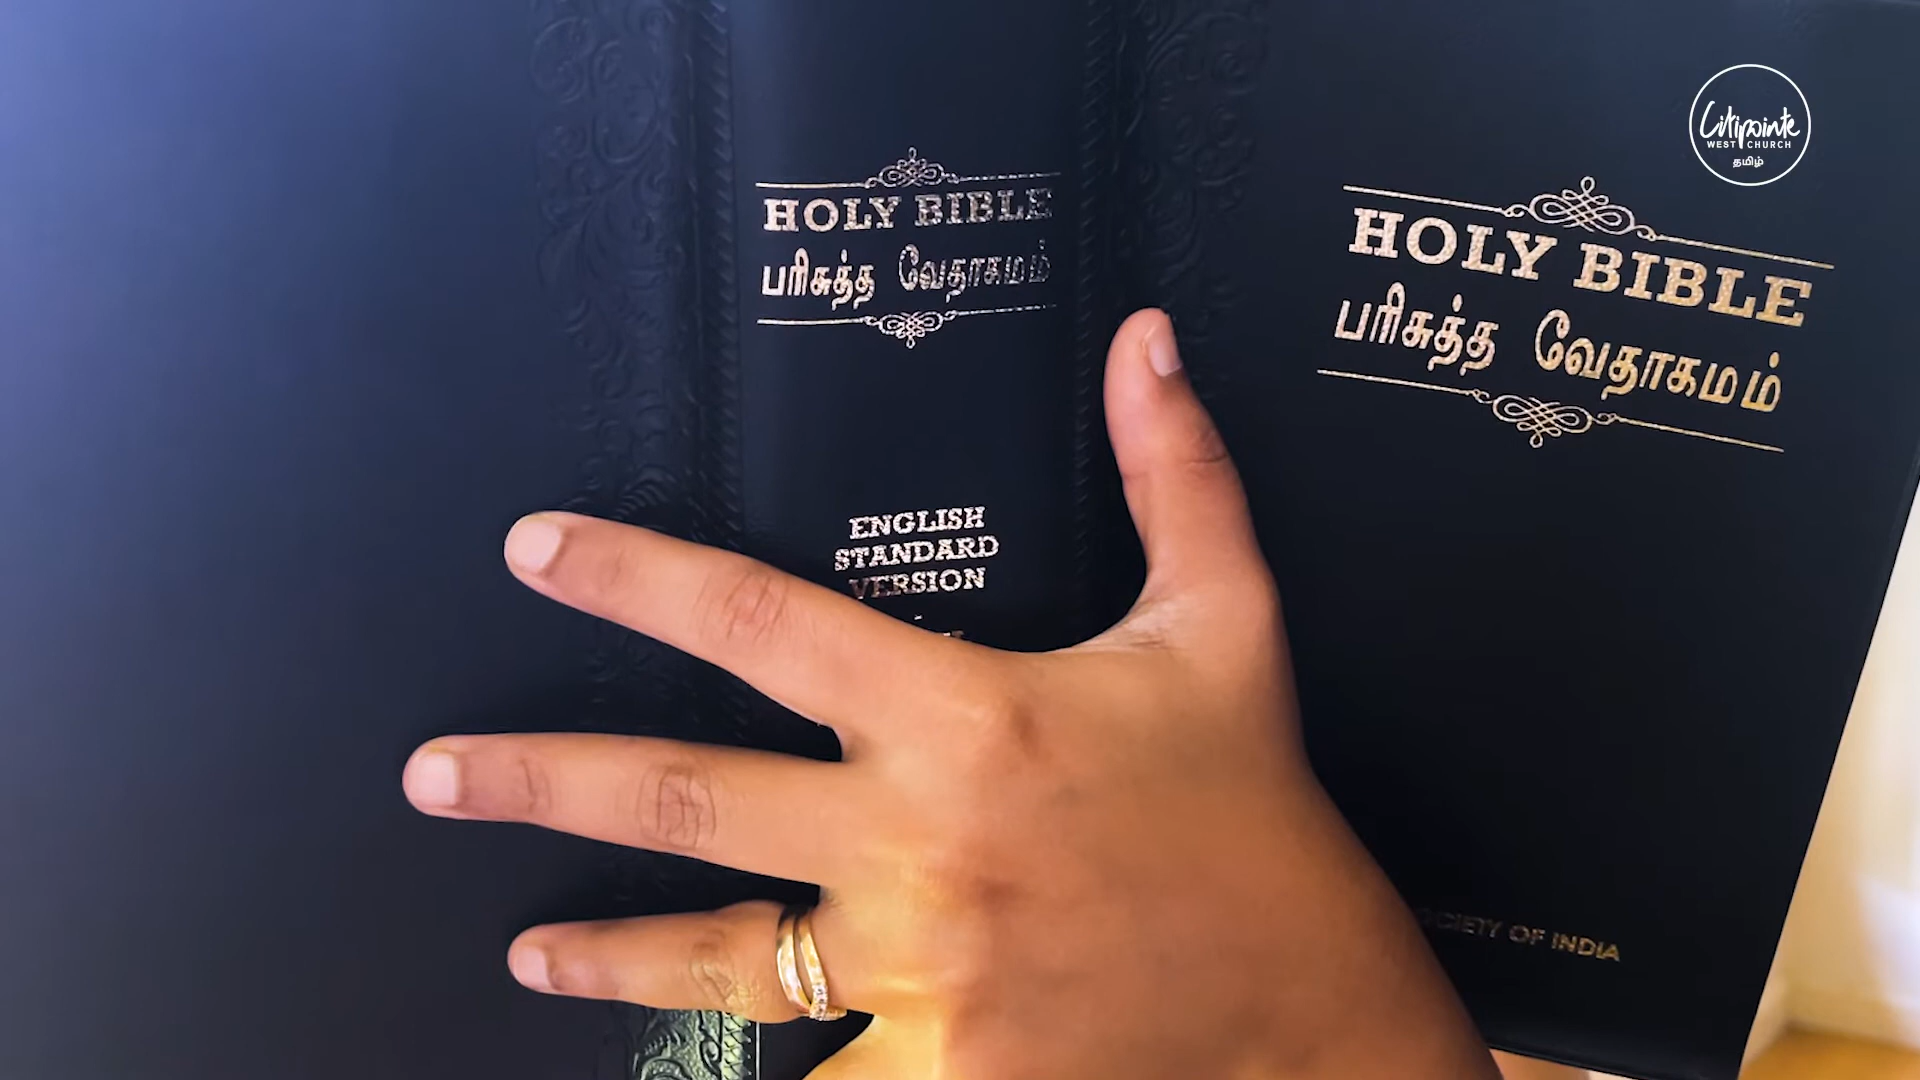 HOLY BIBLE
பரிசுத்த வேதாகமம்
ENGLISH
STANDARD
VERSION
HOLY BIBLE
பரிசுத்த வேதாகமம்
OF INDIA
Citipointe
WEST CHURCH
தமிழ்